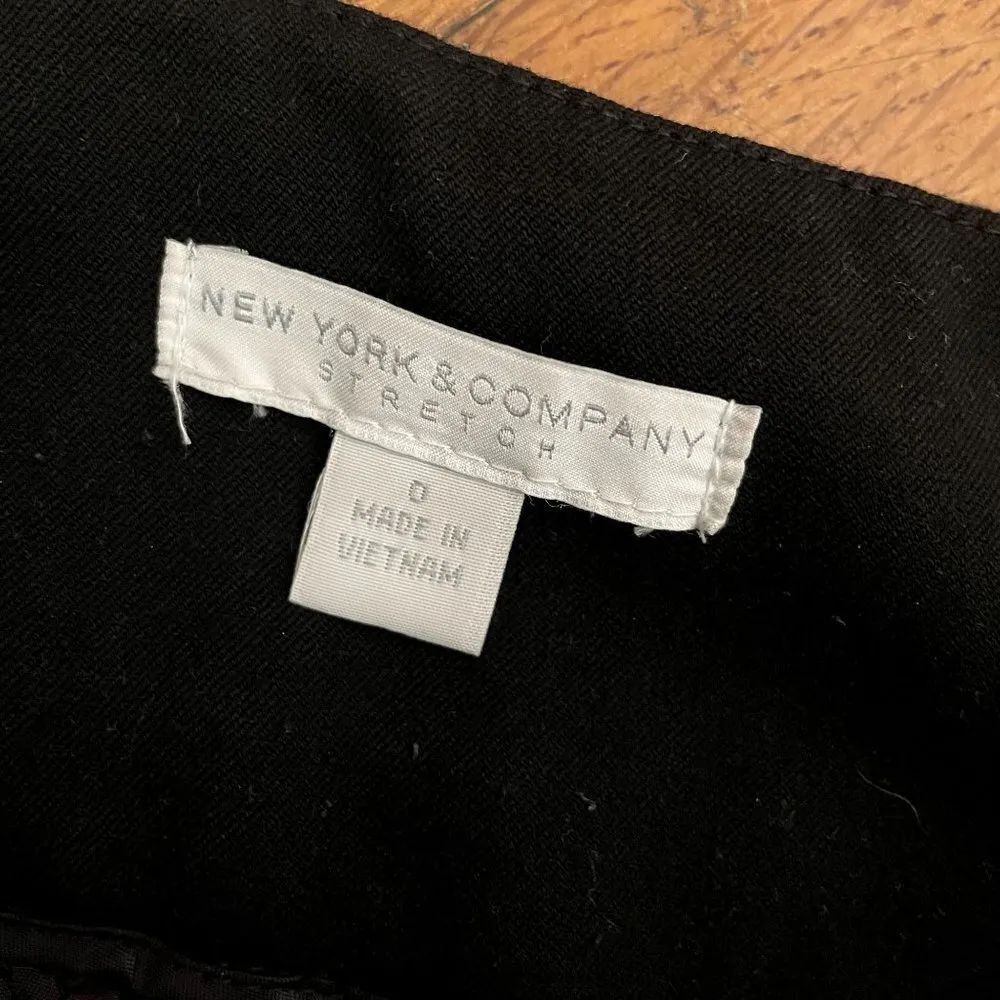 NEW YORK & COMPANY
STRETCH
0
MADE IN
VIETNAM